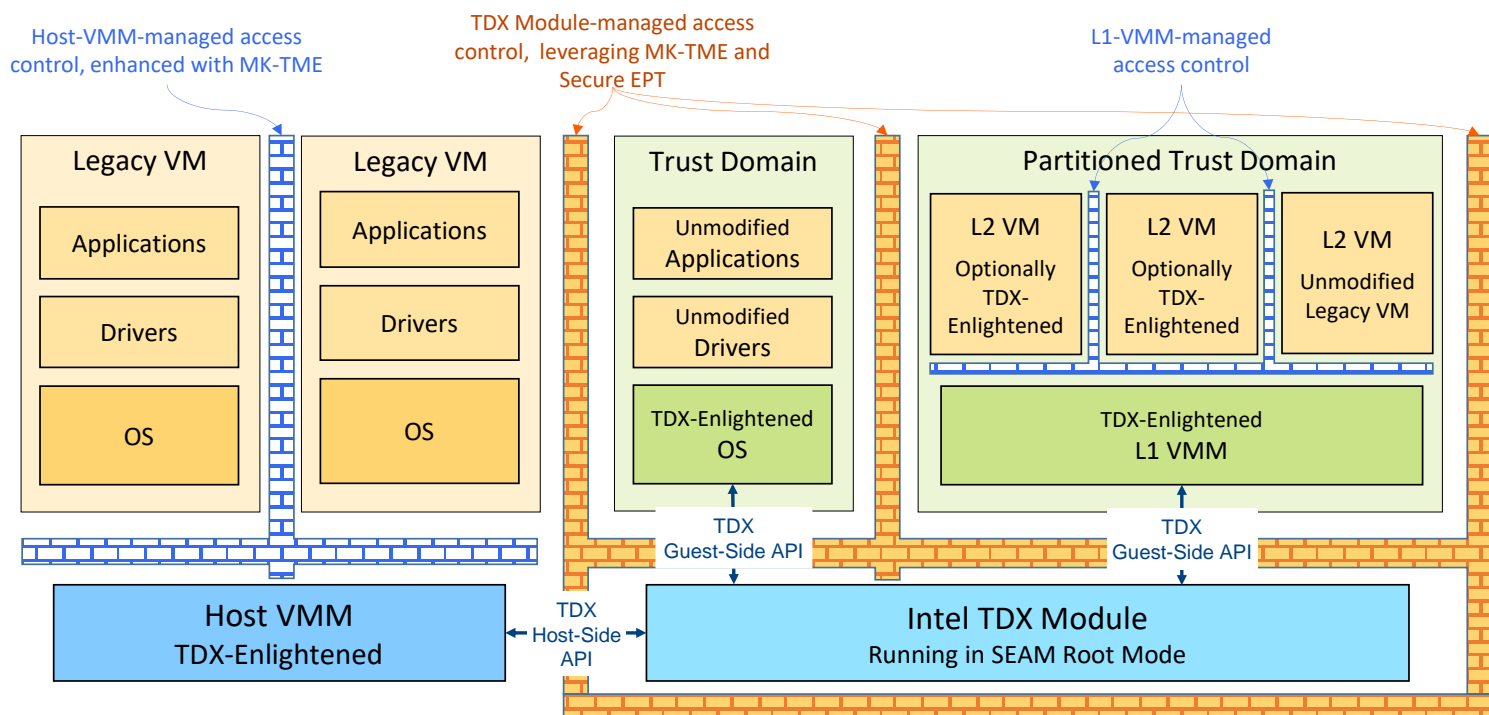 Host-VMM-managed access
control, enhanced with MK-TME
TDX Module-managed access
control, leveraging MK-TME and
Secure EPT
L1-VMM-managed
access control
Legacy VM
Applications
Drivers
OS
Legacy VM
Applications
Drivers
OS
Trust Domain
Unmodified
Applications
Unmodified
Drivers
TDX-Enlightened
OS
Partitioned Trust Domain
L2 VM
Optionally
TDX-
Enlightened
L2 VM
Optionally
TDX-
Enlightened
L2 VM
Unmodified
Legacy VM
TDX-Enlightened
L1 VMM
TDX
Guest-Side API
TDX
Guest-Side API
Host VMM
TDX-Enlightened
TDX
Host-Side
API
Intel TDX Module
Running in SEAM Root Mode